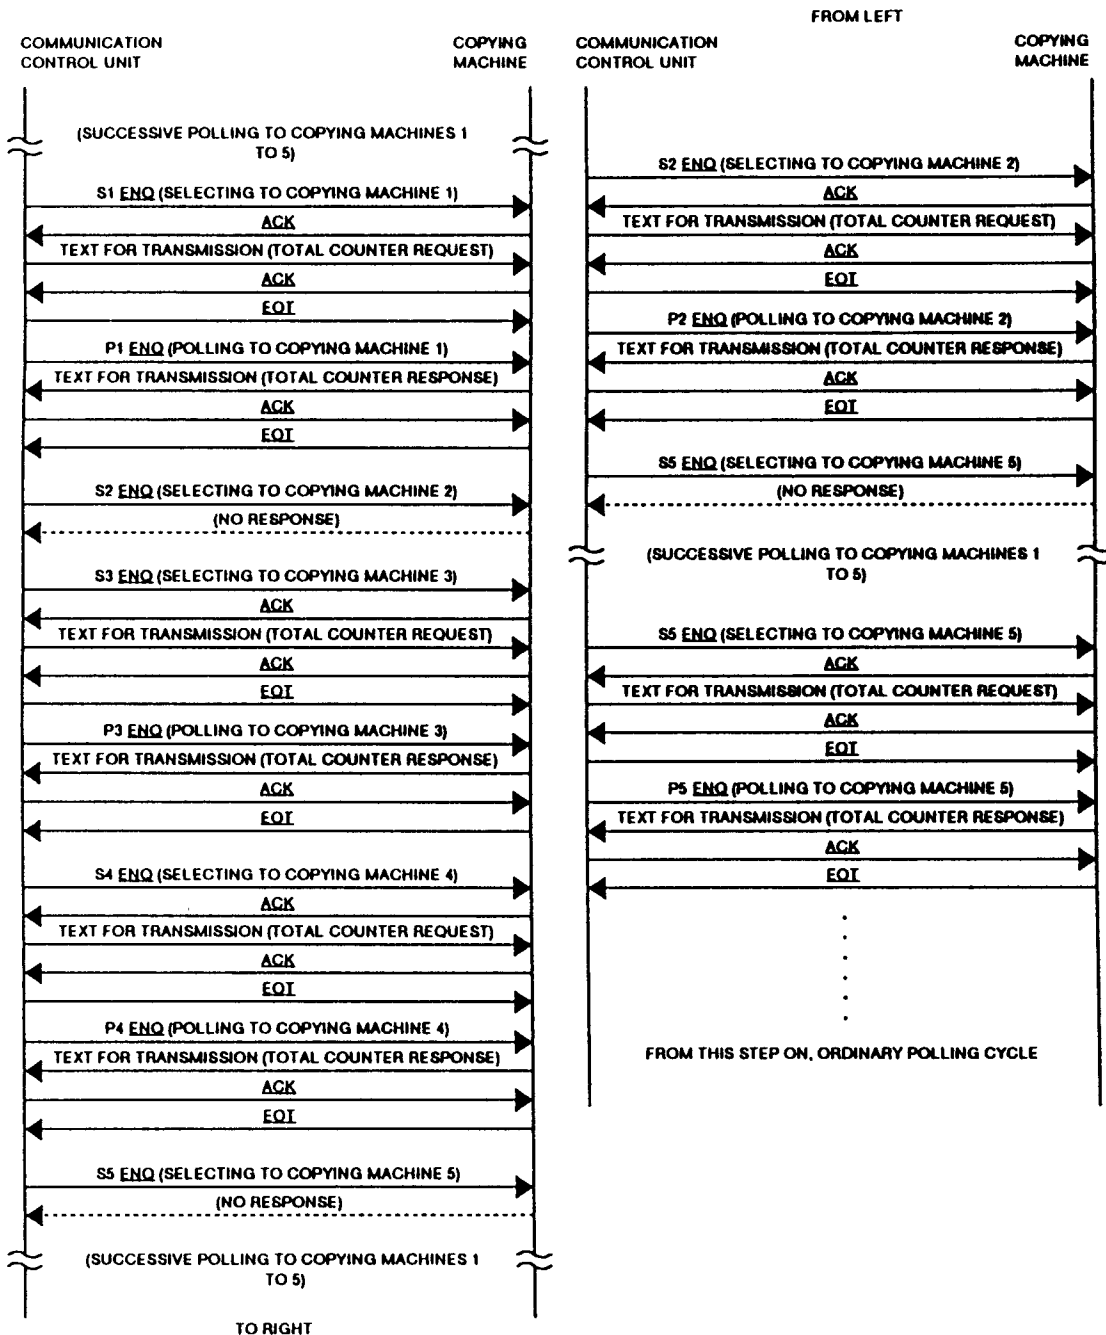 COMMUNICATION
CONTROL UNIT
COPYING
MACHINE
(SUCCESSIVE POLLING TO COPYING MACHINES 1
TO 5)
S1 ENQ (SELECTING TO COPYING MACHINE 1)
ACK
TEXT FOR TRANSMISSION (TOTAL COUNTER REQUEST)
ACK
EOT
P1 ENQ (POLLING TO COPYING MACHINE 1)
TEXT FOR TRANSMISSION (TOTAL COUNTER RESPONSE)
ACK
EOT
S2 ENQ (SELECTING TO COPYING MACHINE 2)
(NO RESPONSE)
S3 ENQ (SELECTING TO COPYING MACHINE 3)
ACK
TEXT FOR TRANSMISSION (TOTAL COUNTER REQUEST)
ACK
EOT
P3 ENQ (POLLING TO COPYING MACHINE 3)
TEXT FOR TRANSMISSION (TOTAL COUNTER RESPONSE)
ACK
EOT
S4 ENQ (SELECTING TO COPYING MACHINE 4)
ACK
TEXT FOR TRANSMISSION (TOTAL COUNTER REQUEST)
ACK
EOT
P4 ENQ (POLLING TO COPYING MACHINE 4)
TEXT FOR TRANSMISSION (TOTAL COUNTER RESPONSE)
ACK
EOT
S5 ENQ (SELECTING TO COPYING MACHINE 5)
(NO RESPONSE)
(SUCCESSIVE POLLING TO COPYING MACHINES 1
TO 5)
TO RIGHT
FROM LEFT
COMMUNICATION
CONTROL UNIT
COPYING
MACHINE
S2 ENQ (SELECTING TO COPYING MACHINE 2)
ACK
TEXT FOR TRANSMISSION (TOTAL COUNTER REQUEST)
ACK
EOT
P2 ENQ (POLLING TO COPYING MACHINE 2)
TEXT FOR TRANSMISSION (TOTAL COUNTER RESPONSE)
ACK
EOT
S5 ENQ (SELECTING TO COPYING MACHINE 5)
(NO RESPONSE)
(SUCCESSIVE POLLING TO COPYING MACHINES 1
TO 5)
S5 ENQ (SELECTING TO COPYING MACHINE 5)
ACK
TEXT FOR TRANSMISSION (TOTAL COUNTER REQUEST)
ACK
EOT
P5 ENQ (POLLING TO COPYING MACHINE 5)
TEXT FOR TRANSMISSION (TOTAL COUNTER RESPONSE)
ACK
EOT
FROM THIS STEP ON, ORDINARY POLLING CYCLE